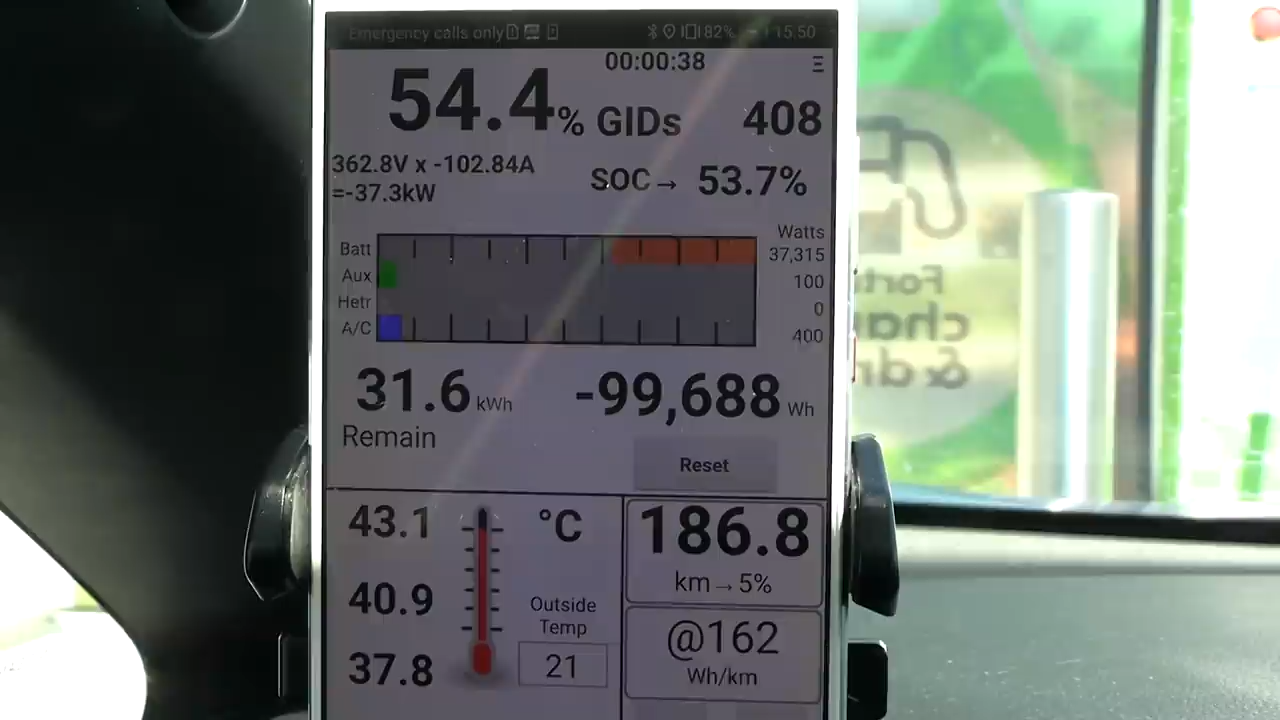 Emergency calls only 82% 15:50
00:00:38
54.4% GIDs 408
362.8V x -102.84A
=-37.3kW
SOC→ 53.7%
Watts
Batt 37,315
Aux 100
Hetr 0
A/C 400
31.6 kWh -99,688 Wh
Remain
Reset
43.1 °C
40.9
37.8
Outside
Temp
21
186.8
km→5%
@162
Wh/km